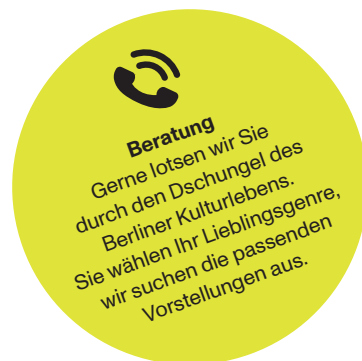 Beratung
Gerne lotsen wir Sie
durch den Dschungel des
Berliner Kulturlebens.
Sie wählen Ihr Lieblingsgenre,
wir suchen die passenden
Vorstellungen aus.